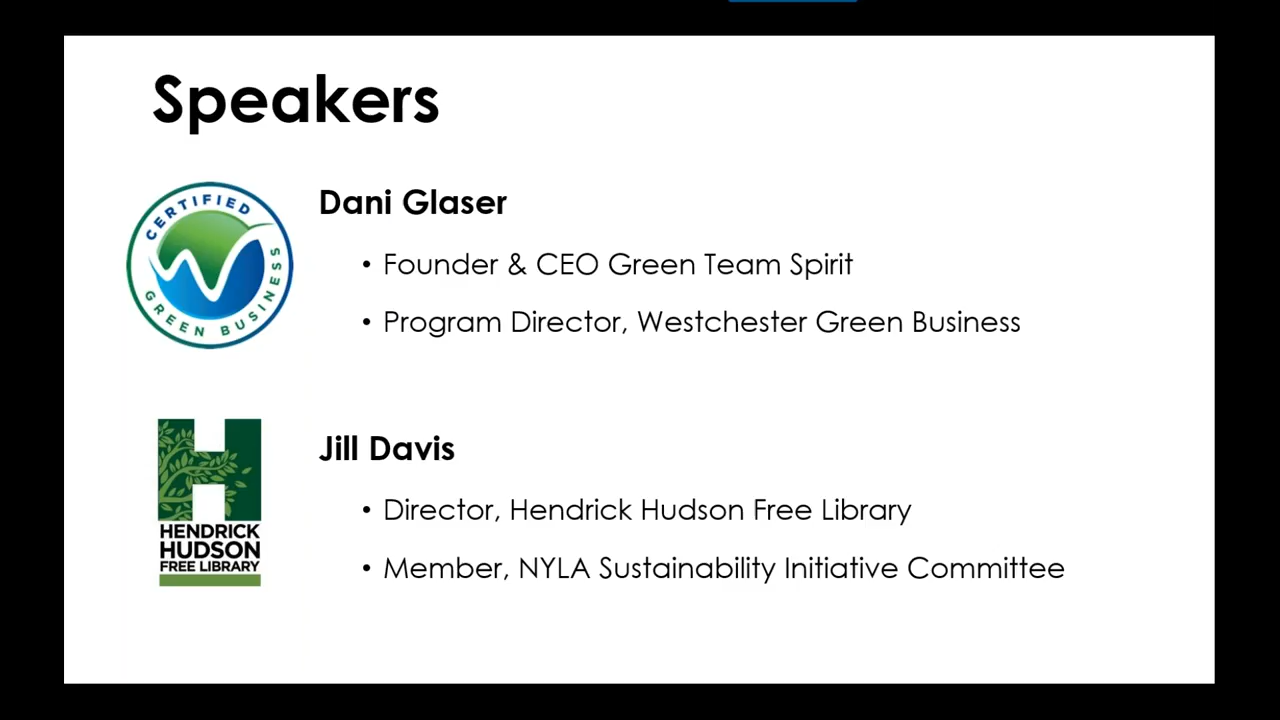 Speakers
CERTIFIED
GREEN BUSINESS
Dani Glaser
• Founder & CEO Green Team Spirit
• Program Director, Westchester Green Business
HENDRICK
HUDSON
FREE LIBRARY
Jill Davis
• Director, Hendrick Hudson Free Library
• Member, NYLA Sustainability Initiative Committee